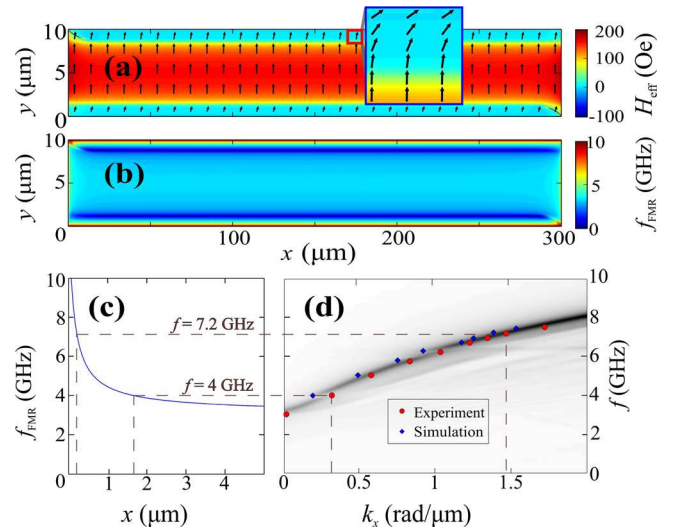 10
5
0
y (μm)
(a)
200
100
0
-100
H_eff (Oe)
10
5
0
y (μm)
(b)
100
200
300
x (μm)
10
5
0
f_FMR (GHz)
10
8
6
4
2
0
f_FMR (GHz)
(c)
f = 7.2 GHz
f = 4 GHz
1
2
3
4
x (μm)
(d)
Experiment
Simulation
0
0.5
1
1.5
k_x (rad/μm)
10
8
6
4
2
0
f (GHz)